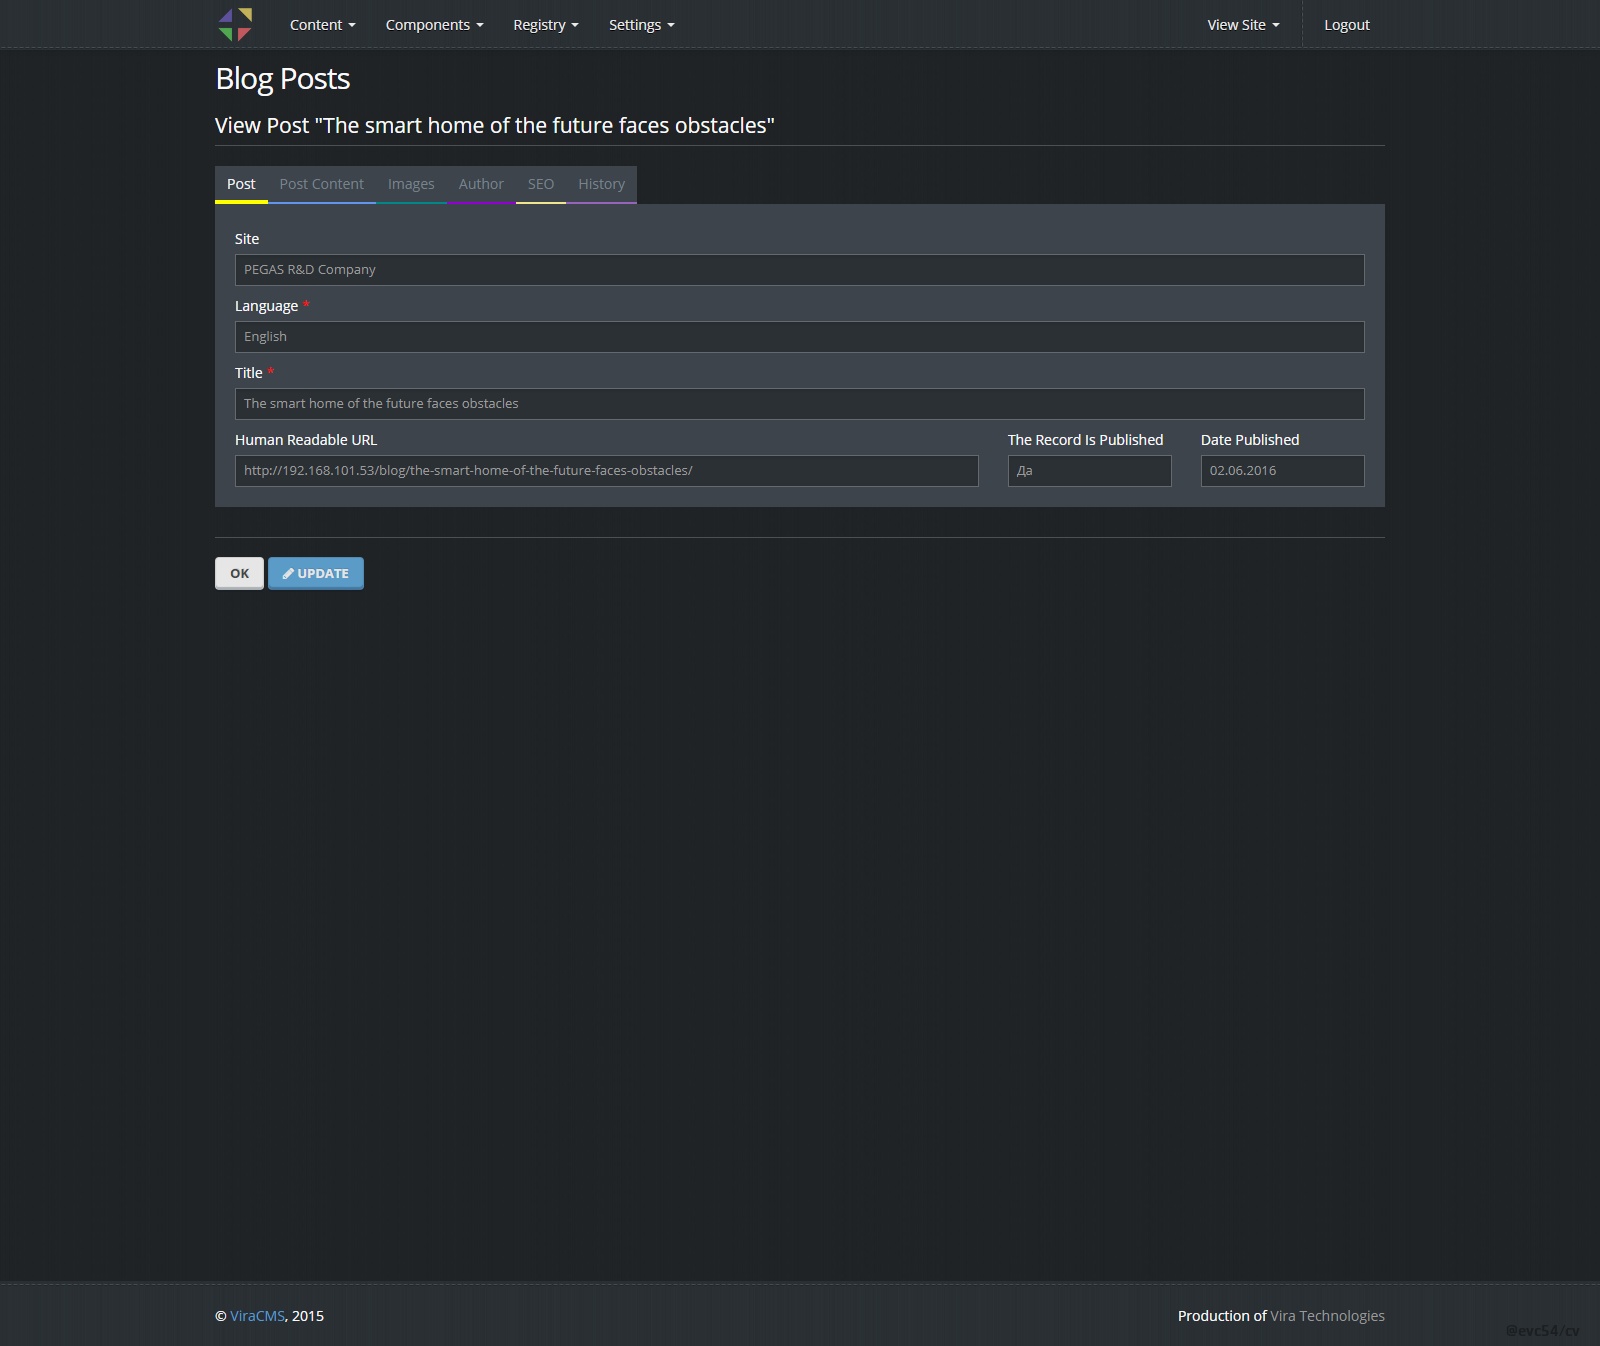 Content Components Registry Settings View Site Logout
Blog Posts
View Post "The smart home of the future faces obstacles"
Post Post Content Images Author SEO History
Site
PEGAS R&D Company
Language *
English
Title *
The smart home of the future faces obstacles
Human Readable URL The Record Is Published Date Published
http://192.168.101.53/blog/the-smart-home-of-the-future-faces-obstacles/ Да 02.06.2016
OK UPDATE
© ViraCMS, 2015 Production of Vira Technologies
@evc54/cv